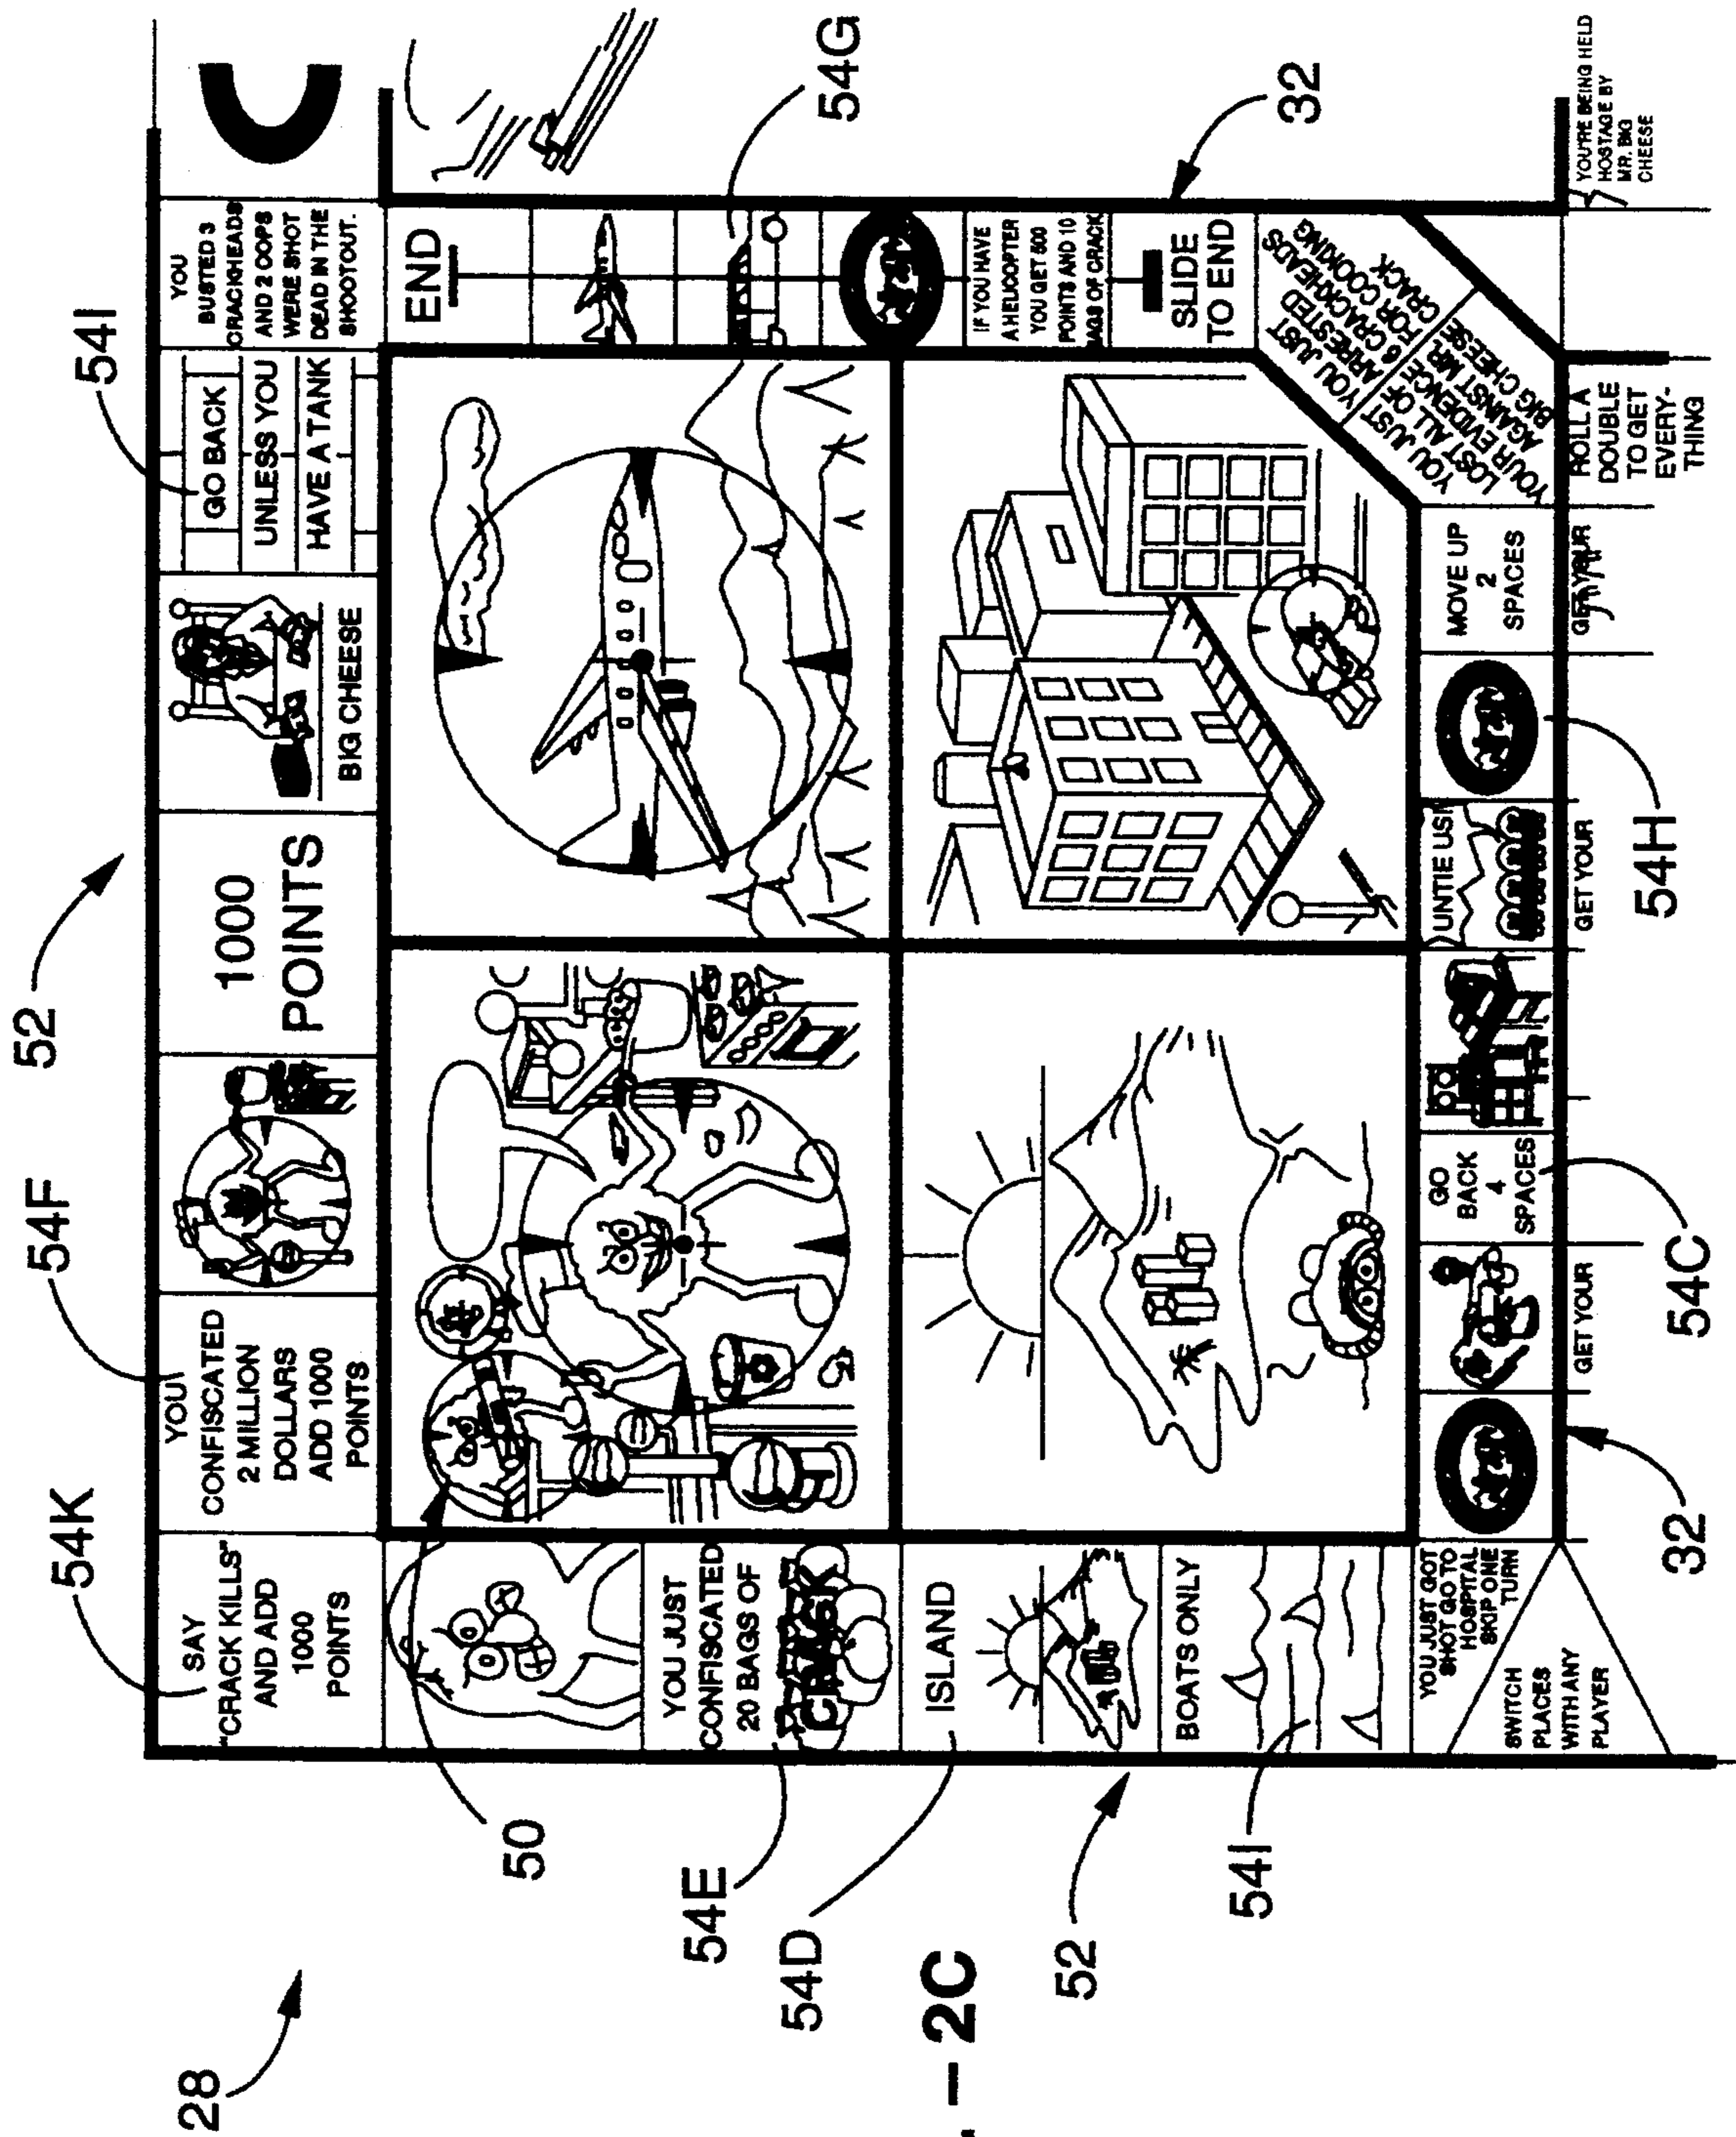 28
52
54K
54F
54I
SAY
"CRACK KILLS"
AND ADD
1000
POINTS
YOU
CONFISCATED
2 MILLION
DOLLARS
ADD 1000
POINTS
1000
POINTS
BIG CHEESE
GO BACK
UNLESS YOU
HAVE A TANK
YOU
BUSTED 3
CRACKHEADS
AND 2 COPS
WERE SHOT
DEAD IN THE
SHOOTOUT.
END
54G
IF YOU HAVE
A HELICOPTER
YOU GET 500
POINTS AND 10
BAGS OF CRACK
SLIDE
TO END
32
50
YOU JUST
CONFISCATED
20 BAGS OF
CRACK
54E
ISLAND
54D
BOATS ONLY
52
54I
YOU JUST
ARRESTED
6 CRACKHEADS
FOR COOKING
CRACK.
YOU JUST
LOST ALL OF
YOUR EVIDENCE
AGAINST MR.
BIG CHEESE
YOU JUST GOT
SHOT GO TO
HOSPITAL
SKIP ONE
TURN
SWITCH
PLACES
WITH ANY
PLAYER
GO
BACK
4
SPACES
UNTIE USI
MOVE UP
2
SPACES
GET YOUR
GET YOUR
GET YOUR
ROLL A
DOUBLE
TO GET
EVERY-
THING
YOU'RE BEING HELD
HOSTAGE BY
MR. BIG
CHEESE
32
54C
54H
- 2C